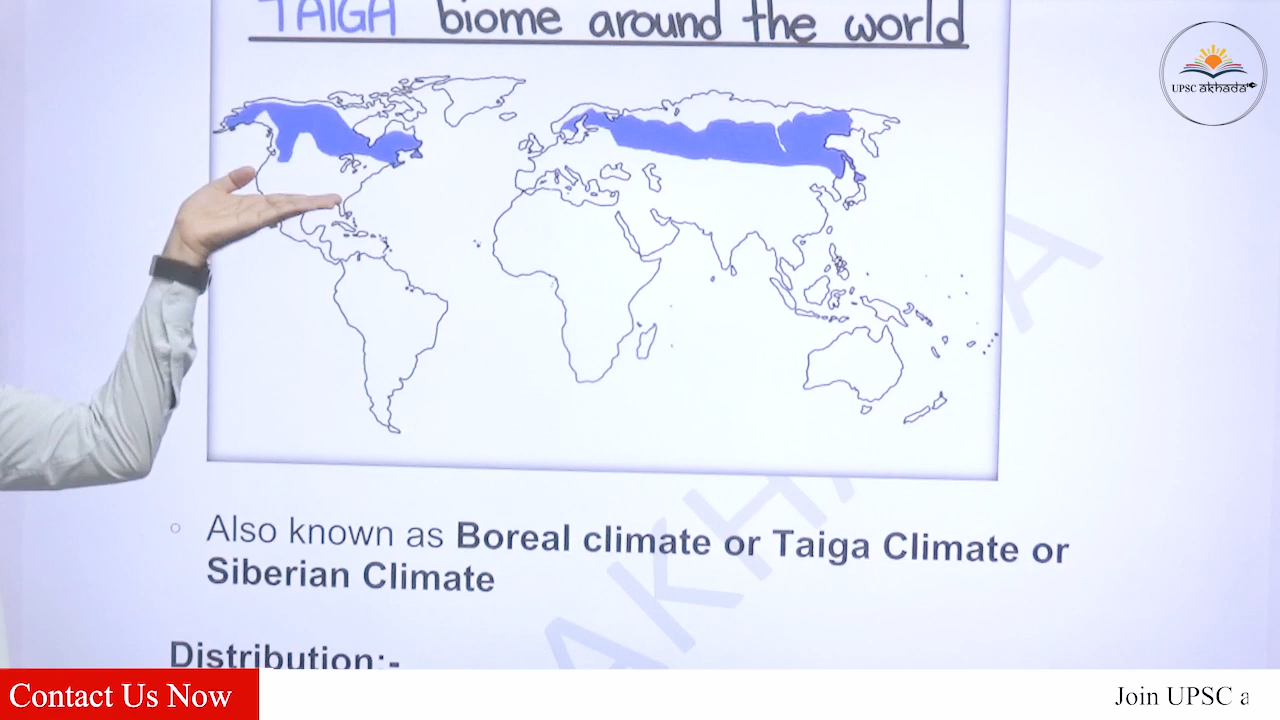 TAIGA biome around the world
UPSC akhada
Also known as Boreal climate or Taiga Climate or
Siberian Climate
AKHADA
Distribution:-
Contact Us Now
Join UPSC a